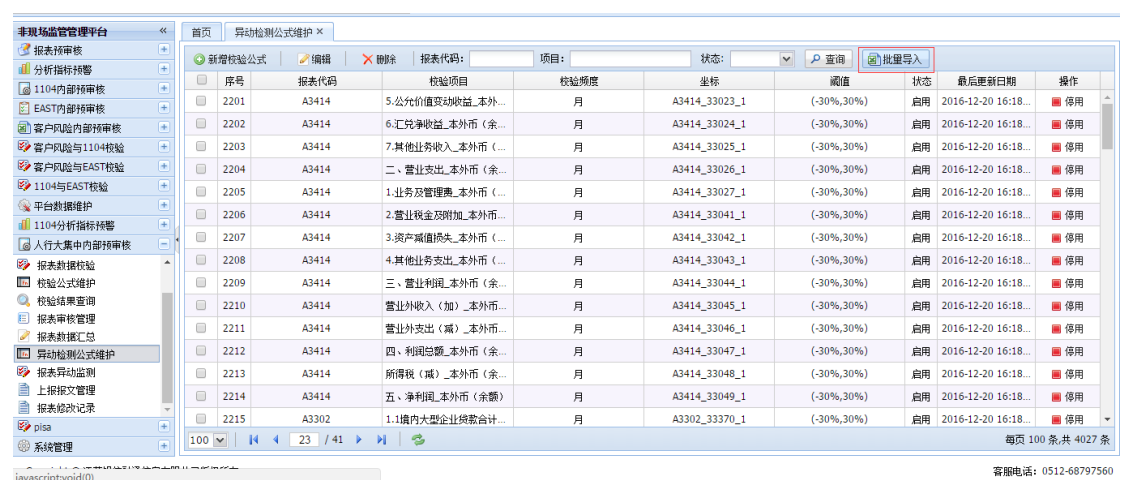 非现场监管管理平台 «
报表预审核
分析指标预警
1104内部预审核
EAST内部预审核
客户风险内部预审核
客户风险与1104校验
客户风险与EAST校验
1104与EAST校验
平台数据维护
1104分析指标预警
人行大集中内部预审核
报表数据校验
校验公式维护
校验结果查询
报表审核管理
报表数据汇总
异动检测公式维护
报表异动监测
上报报文管理
报表修改记录
pisa
系统管理
首页 异动检测公式维护 ×
新增校验公式 编辑 删除 报表代码: 项目: 状态: 查询 批量导入
序号 报表代码 校验项目 校验频度 坐标 阈值 状态 最后更新日期 操作
2201 A3414 5.公允价值变动收益_本外... 月 A3414_33023_1 (-30%,30%) 启用 2016-12-20 16:18... 停用
2202 A3414 6.汇兑净收益_本外币（余... 月 A3414_33024_1 (-30%,30%) 启用 2016-12-20 16:18... 停用
2203 A3414 7.其他业务收入_本外币（... 月 A3414_33025_1 (-30%,30%) 启用 2016-12-20 16:18... 停用
2204 A3414 二、营业支出_本外币（余... 月 A3414_33026_1 (-30%,30%) 启用 2016-12-20 16:18... 停用
2205 A3414 1.业务及管理费_本外币（... 月 A3414_33027_1 (-30%,30%) 启用 2016-12-20 16:18... 停用
2206 A3414 2.营业税金及附加_本外币... 月 A3414_33041_1 (-30%,30%) 启用 2016-12-20 16:18... 停用
2207 A3414 3.资产减值损失_本外币（... 月 A3414_33042_1 (-30%,30%) 启用 2016-12-20 16:18... 停用
2208 A3414 4.其他业务支出_本外币（... 月 A3414_33043_1 (-30%,30%) 启用 2016-12-20 16:18... 停用
2209 A3414 三、营业利润_本外币（余... 月 A3414_33044_1 (-30%,30%) 启用 2016-12-20 16:18... 停用
2210 A3414 营业外收入（加）_本外币... 月 A3414_33045_1 (-30%,30%) 启用 2016-12-20 16:18... 停用
2211 A3414 营业外支出（减）_本外币... 月 A3414_33046_1 (-30%,30%) 启用 2016-12-20 16:18... 停用
2212 A3414 四、利润总额_本外币（余... 月 A3414_33047_1 (-30%,30%) 启用 2016-12-20 16:18... 停用
2213 A3414 所得税（减）_本外币（余... 月 A3414_33048_1 (-30%,30%) 启用 2016-12-20 16:18... 停用
2214 A3414 五、净利润_本外币（余额） 月 A3414_33049_1 (-30%,30%) 启用 2016-12-20 16:18... 停用
2215 A3302 1.1境内大型企业贷款合计... 月 A3302_33370_1 (-30%,30%) 启用 2016-12-20 16:18... 停用
100 23 / 41 每页 100 条,共 4027 条
客服电话: 0512-68797560
javascript:void(0)